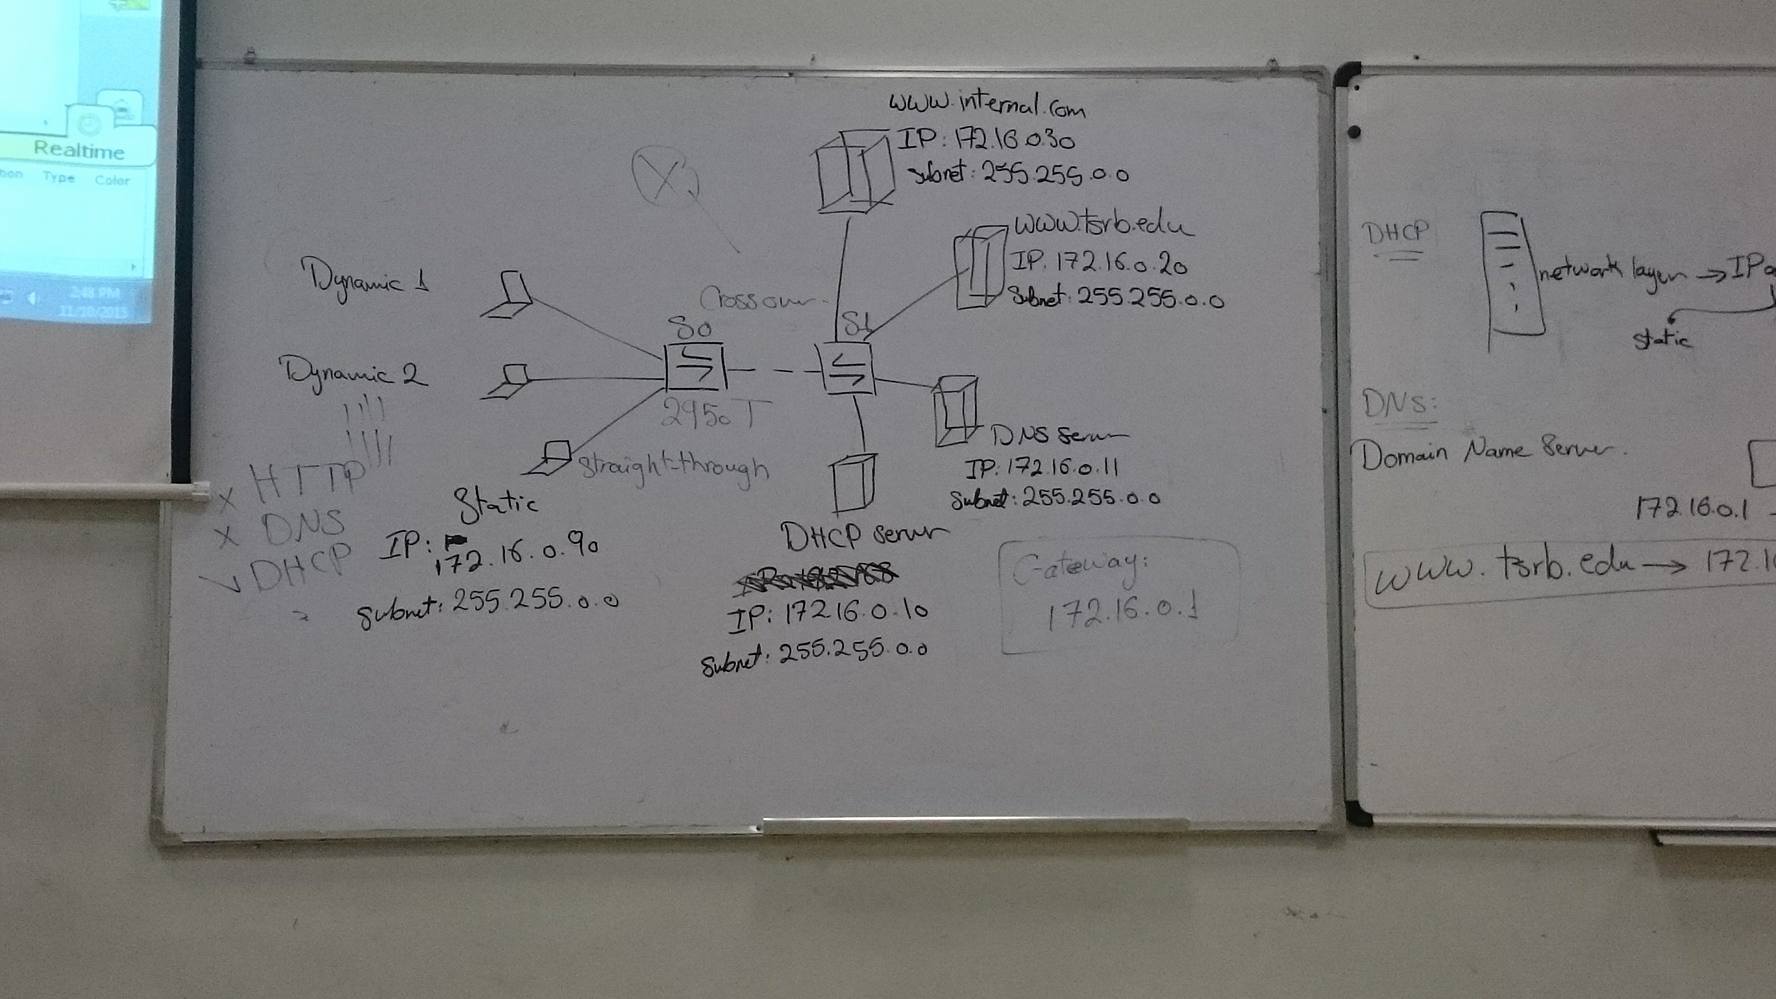 Realtime
Type Color
2:48 PM
11/10/2015
www.internal.com
IP: 172.16.0.30
Subnet: 255.255.0.0
www.tsrb.edu
IP: 172.16.0.20
Subnet: 255.255.0.0
Dynamic 1
Crossover
S0
S1
Dynamic 2
2950T
Straight-through
DNS Server
IP: 172.16.0.11
Subnet: 255.255.0.0
x HTTP
x DNS
✓ DHCP
Static
IP:
172.16.0.90
Subnet: 255.255.0.0
DHCP server
IP: 172.16.0.10
Subnet: 255.255.0.0
Gateway:
172.16.0.1
DHCP
network layer → IP
static
DNS:
Domain Name Server.
172.16.0.1
www.tsrb.edu → 172.16